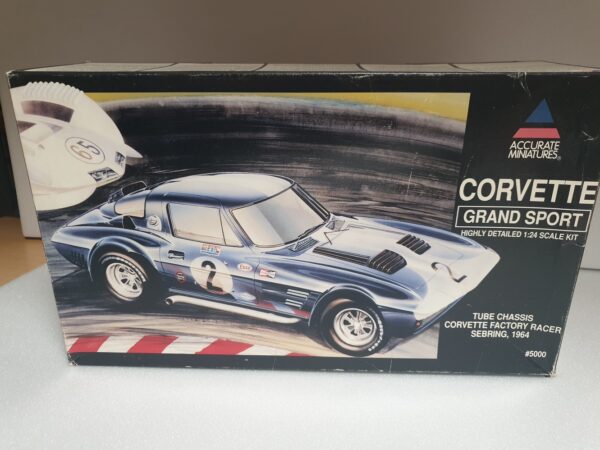 65
2
2
ACCURATE
MINIATURES®
CORVETTE
GRAND SPORT
HIGHLY DETAILED 1:24 SCALE KIT
TUBE CHASSIS
CORVETTE FACTORY RACER
SEBRING, 1964
#5000